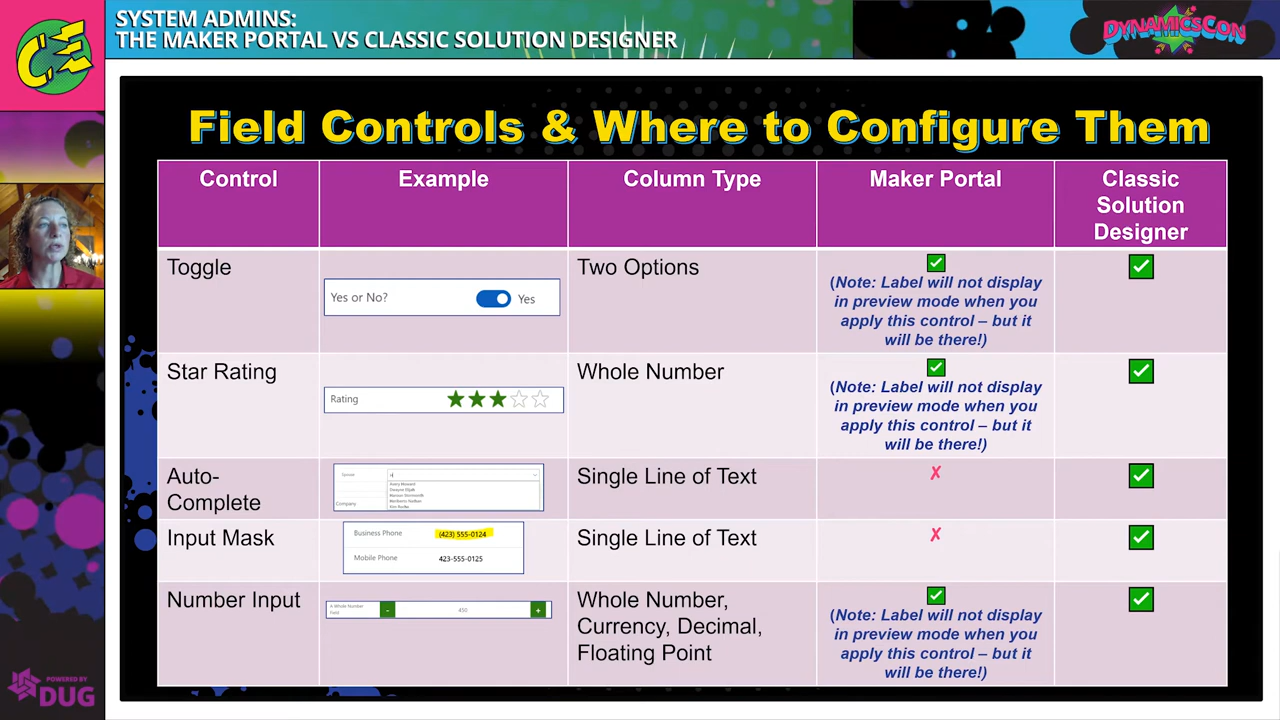 SYSTEM ADMINS:
THE MAKER PORTAL VS CLASSIC SOLUTION DESIGNER
CE
DYNAMICSCON
Field Controls & Where to Configure Them
Control
Example
Column Type
Maker Portal
Classic
Solution
Designer
Toggle
Yes or No?
Yes
Two Options
(Note: Label will not display
in preview mode when you
apply this control – but it
will be there!)
Star Rating
Rating
Whole Number
(Note: Label will not display
in preview mode when you
apply this control – but it
will be there!)
Auto-
Complete
Company
Single Line of Text
✗
Input Mask
Business Phone
(423) 555-0124
Mobile Phone
423-555-0125
Single Line of Text
✗
Number Input
A Whole Number
Field
-
450
+
Whole Number,
Currency, Decimal,
Floating Point
(Note: Label will not display
in preview mode when you
apply this control – but it
will be there!)
POWERED BY
DUG